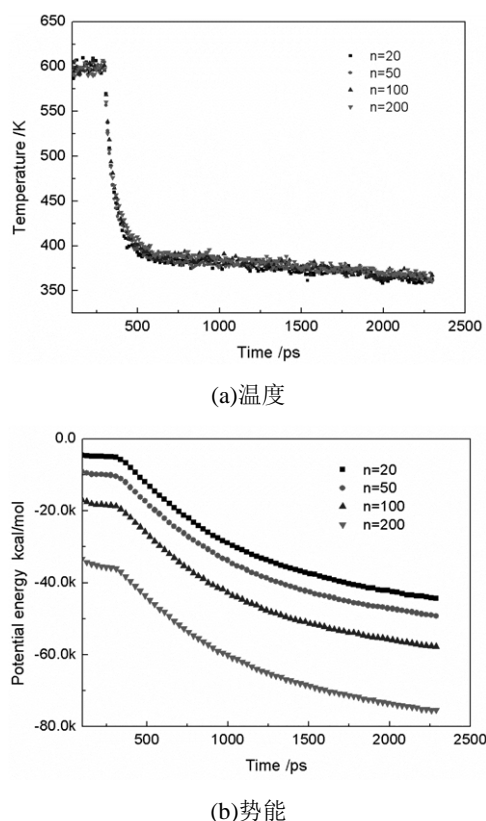 650
600
550
500
450
400
350
Temperature /K
n=20
n=50
n=100
n=200
500 1000 1500 2000 2500
Time /ps
(a)温度
0.0
-20.0k
-40.0k
-60.0k
-80.0k
Potential energy kcal/mol
n=20
n=50
n=100
n=200
500 1000 1500 2000 2500
Time /ps
(b)势能